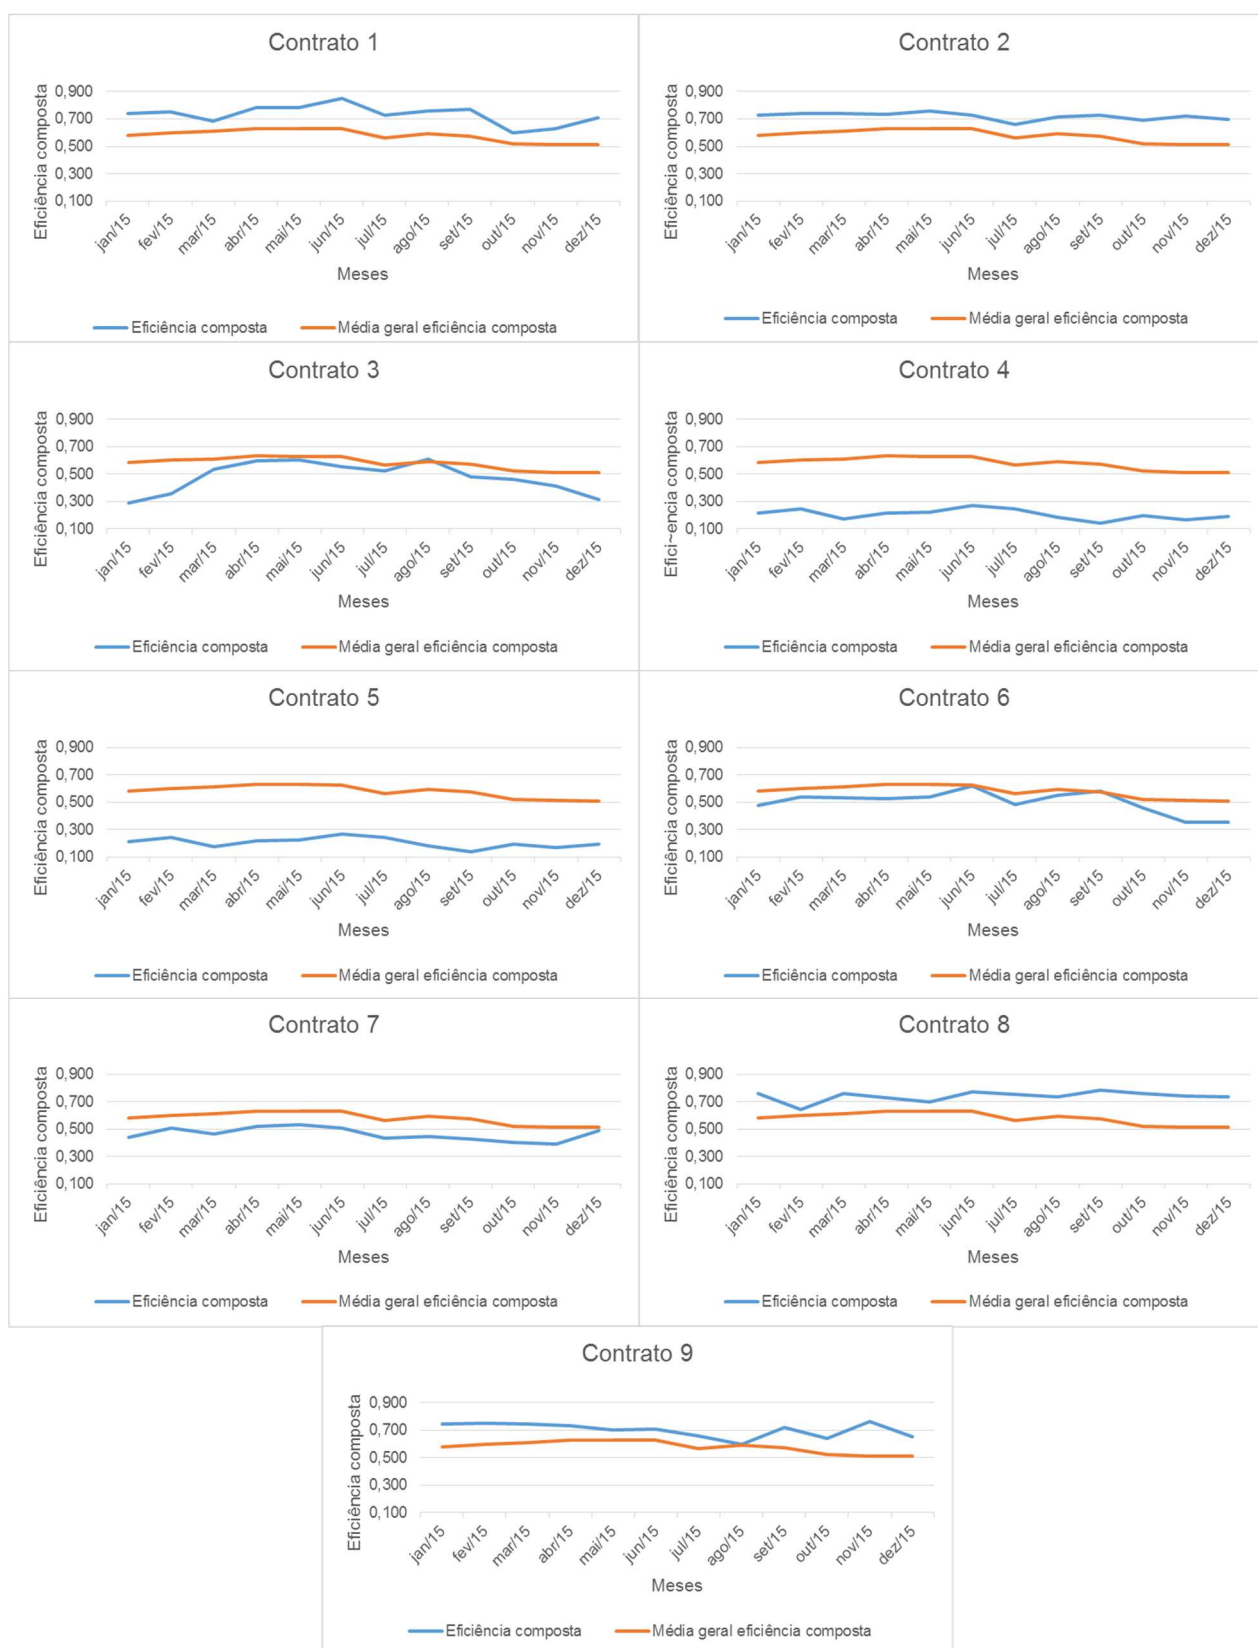 Contrato 1
Eficiência composta
0,900
0,700
0,500
0,300
0,100
jan/15
fev/15
mar/15
abr/15
mai/15
jun/15
jul/15
ago/15
set/15
out/15
nov/15
dez/15
Meses
Eficiência composta
Média geral eficiência composta
Contrato 2
Eficiência composta
0,900
0,700
0,500
0,300
0,100
jan/15
fev/15
mar/15
abr/15
mai/15
jun/15
jul/15
ago/15
set/15
out/15
nov/15
dez/15
Meses
Eficiência composta
Média geral eficiência composta
Contrato 3
Eficiência composta
0,900
0,700
0,500
0,300
0,100
jan/15
fev/15
mar/15
abr/15
mai/15
jun/15
jul/15
ago/15
set/15
out/15
nov/15
dez/15
Meses
Eficiência composta
Média geral eficiência composta
Contrato 4
Efici~encia composta
0,900
0,700
0,500
0,300
0,100
jan/15
fev/15
mar/15
abr/15
mai/15
jun/15
jul/15
ago/15
set/15
out/15
nov/15
dez/15
Meses
Eficiência composta
Média geral eficiência composta
Contrato 5
Eficiência composta
0,900
0,700
0,500
0,300
0,100
jan/15
fev/15
mar/15
abr/15
mai/15
jun/15
jul/15
ago/15
set/15
out/15
nov/15
dez/15
Meses
Eficiência composta
Média geral eficiência composta
Contrato 6
Eficiência composta
0,900
0,700
0,500
0,300
0,100
jan/15
fev/15
mar/15
abr/15
mai/15
jun/15
jul/15
ago/15
set/15
out/15
nov/15
dez/15
Meses
Eficiência composta
Média geral eficiência composta
Contrato 7
Eficiência composta
0,900
0,700
0,500
0,300
0,100
jan/15
fev/15
mar/15
abr/15
mai/15
jun/15
jul/15
ago/15
set/15
out/15
nov/15
dez/15
Meses
Eficiência composta
Média geral eficiência composta
Contrato 8
Eficiência composta
0,900
0,700
0,500
0,300
0,100
jan/15
fev/15
mar/15
abr/15
mai/15
jun/15
jul/15
ago/15
set/15
out/15
nov/15
dez/15
Meses
Eficiência composta
Média geral eficiência composta
Contrato 9
Eficiência composta
0,900
0,700
0,500
0,300
0,100
jan/15
fev/15
mar/15
abr/15
mai/15
jun/15
jul/15
ago/15
set/15
out/15
nov/15
dez/15
Meses
Eficiência composta
Média geral eficiência composta